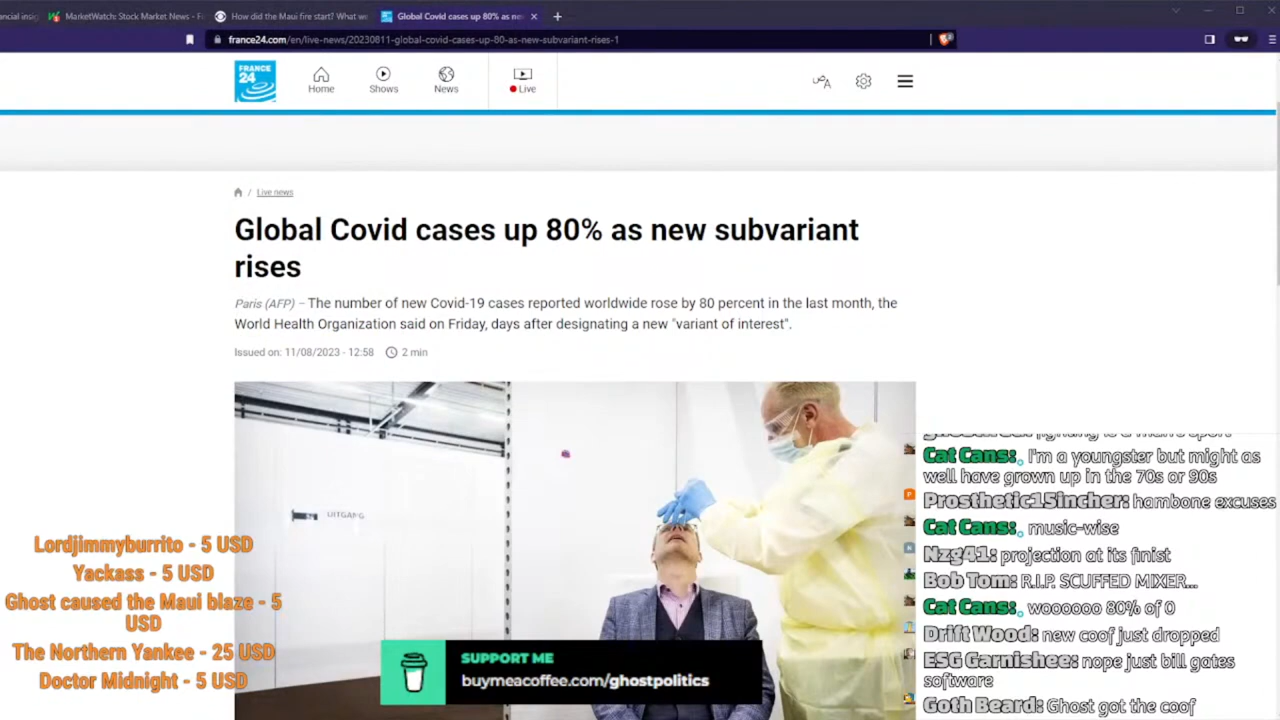 ancial insig
MarketWatch: Stock Market News - F
How did the Maui fire start? What we
Global Covid cases up 80% as ne
france24.com/en/live-news/20230811-global-covid-cases-up-80-as-new-subvariant-rises-1
FRANCE
24
Home
Shows
News
Live
Live news
Global Covid cases up 80% as new subvariant
rises
Paris (AFP) – The number of new Covid-19 cases reported worldwide rose by 80 percent in the last month, the
World Health Organization said on Friday, days after designating a new "variant of interest".
Issued on: 11/08/2023 - 12:58
2 min
UITGANG
Lordjimmyburrito - 5 USD
Yackass - 5 USD
Ghost caused the Maui blaze - 5
USD
The Northern Yankee - 25 USD
Doctor Midnight - 5 USD
SUPPORT ME
buymeacoffee.com/ghostpolitics
Cat Cans: I'm a youngster but might as
well have grown up in the 70s or 90s
Prosthetic15incher: hambone excuses
Cat Cans: music-wise
Nzg41: projection at its finist
Bob Tom: R.I.P. SCUFFED MIXER...
Cat Cans: woooooo 80% of 0
Drift Wood: new coof just dropped
ESG Garnishee: nope just bill gates
software
Goth Beard: Ghost got the coof